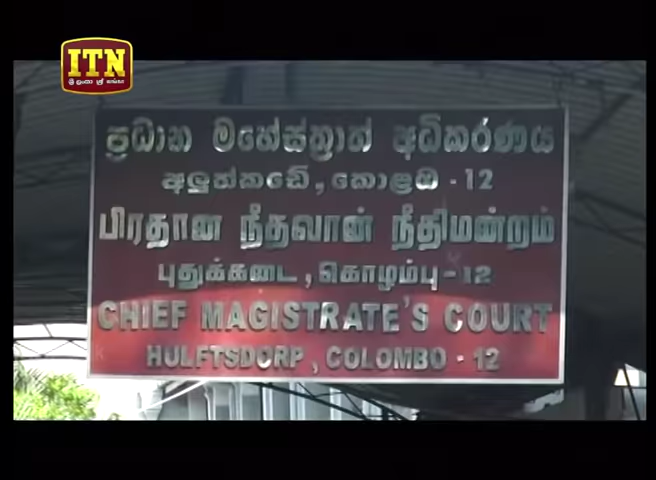 ITN
ප්‍රධාන මහේස්ත්‍රාත් අධිකරණය
අලුත්කඩේ, කොළඹ - 12
பிரதான நீதவான் நீதிமன்றம்
புதுக்கடை, கொழும்பு - 12
CHIEF MAGISTRATE'S COURT
HULFTSDORP, COLOMBO - 12